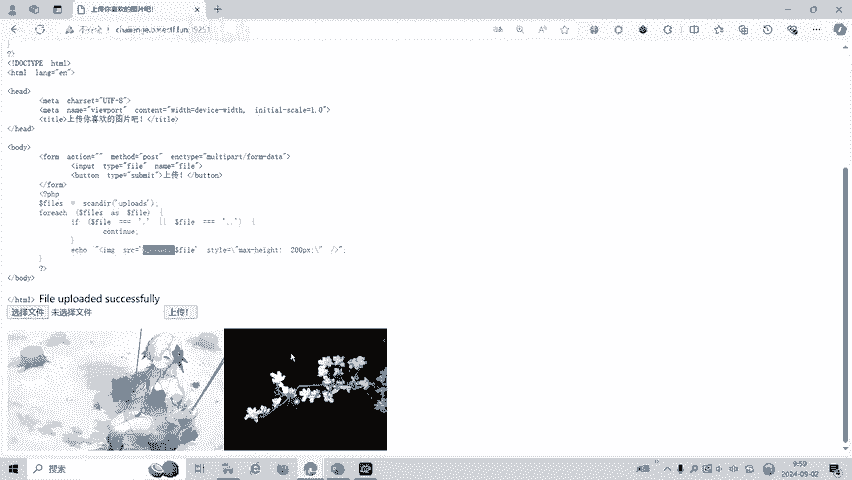 上传你喜欢的图片吧！
?>
<!DOCTYPE html>
<html lang="en">
<head>
<meta charset="UTF-8">
<meta name="viewport" content="width=device-width, initial-scale=1.0">
<title>上传你喜欢的图片吧！</title>
</head>
<body>
<form action="" method="post" enctype="multipart/form-data">
<input type="file" name="file">
<button type="submit">上传！</button>
</form>
<?php
$files = scandir("uploads");
foreach ($files as $file) {
if ($file === "." || $file === "..") {
continue;
}
echo "<img src=\"$file" style=\"max-height: 200px;\" />";
}
?>
</body>
</html> File uploaded successfully
选择文件 未选择文件 上传！
搜索
9:59
2024-09-02